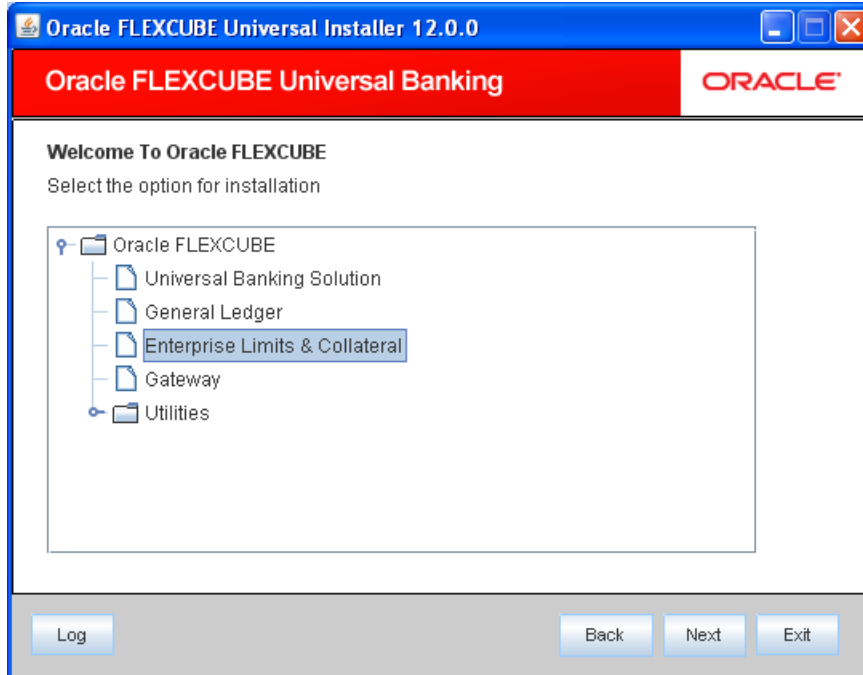 Oracle FLEXCUBE Universal Installer 12.0.0
Oracle FLEXCUBE Universal Banking
ORACLE
Welcome To Oracle FLEXCUBE
Select the option for installation
Oracle FLEXCUBE
Universal Banking Solution
General Ledger
Enterprise Limits & Collateral
Gateway
Utilities
Log Back Next Exit